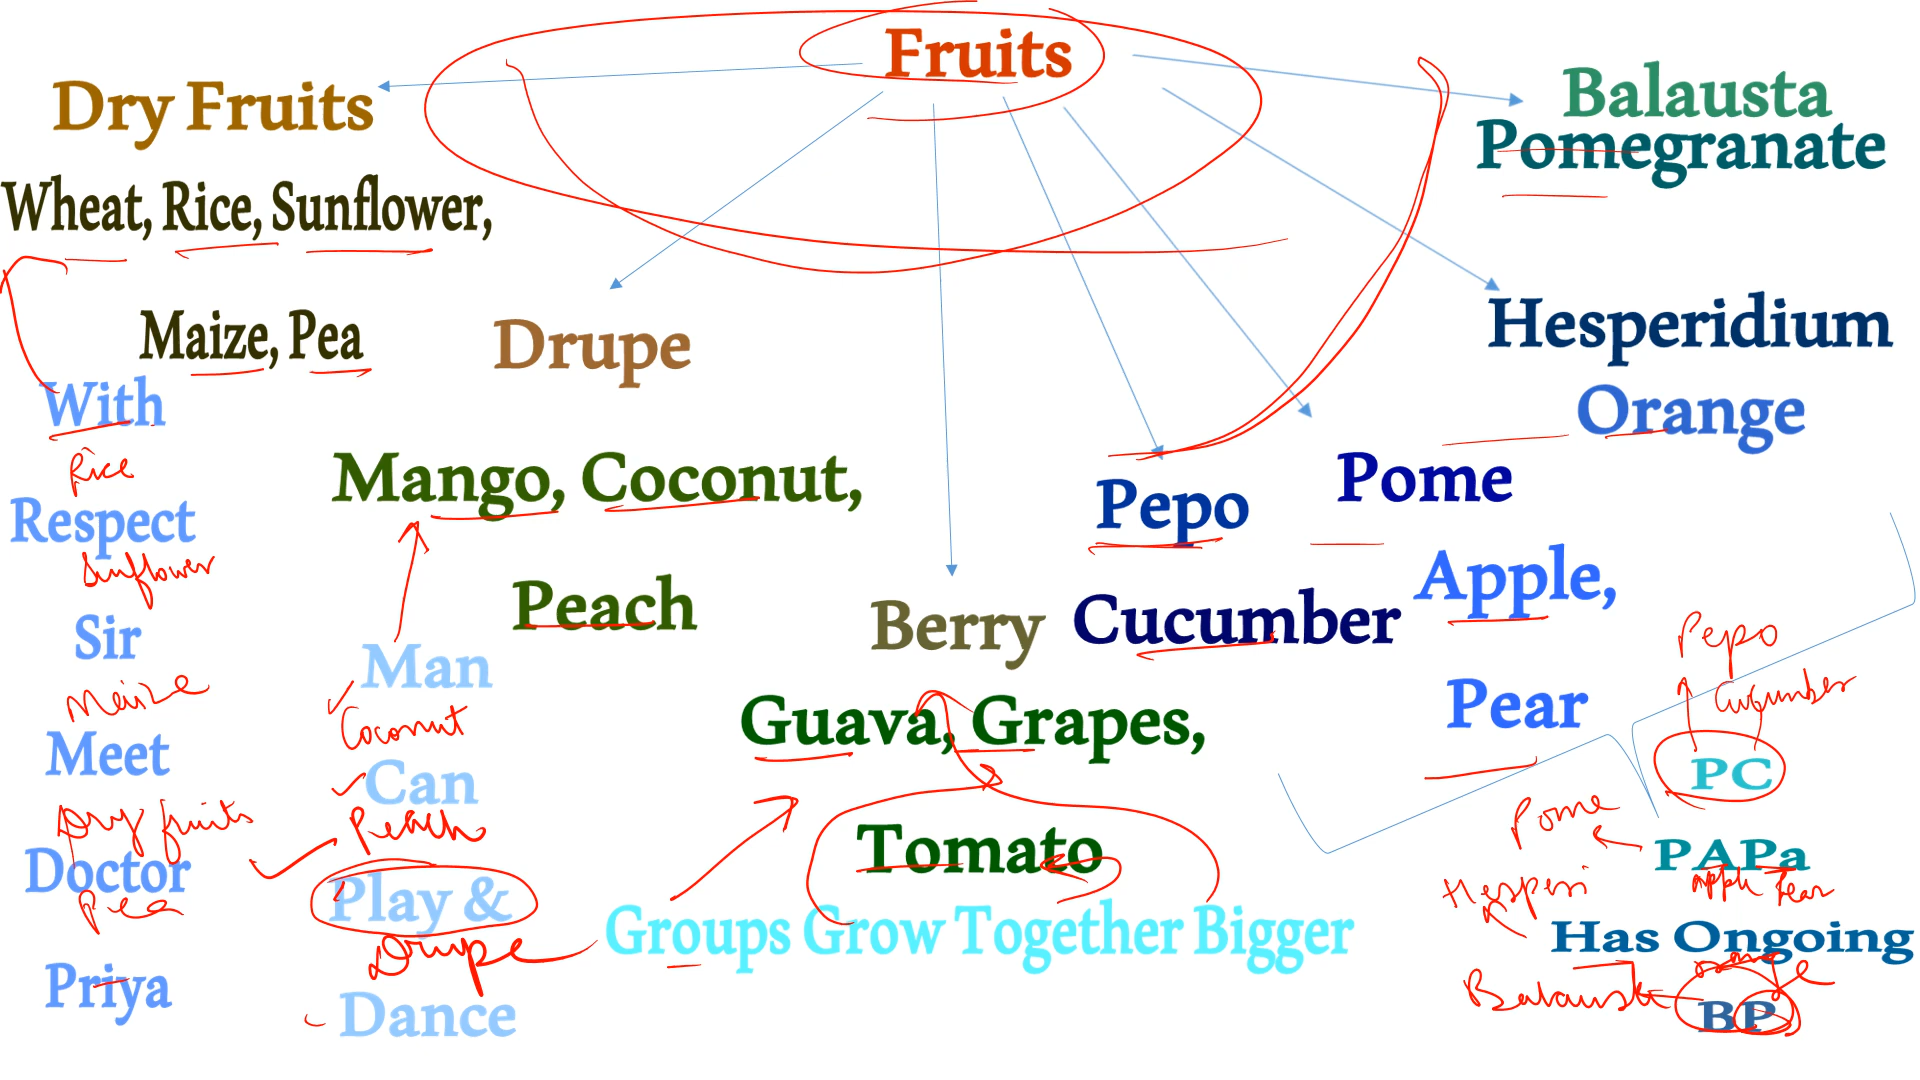 Fruits
Dry Fruits
Balausta
Pomegranate
Wheat, Rice, Sunflower,
Maize, Pea
Drupe
Hesperidium
Orange
With
Rice
Respect
Sunflower
Sir
Maize
Meet
Dry fruits
Doctor
Pea
Priya
Mango, Coconut,
Peach
Man
Coconut
Can
Peach
Play &
Drupe
Dance
Berry
Guava, Grapes,
Tomato
Groups Grow Together Bigger
Pepo
Cucumber
Pome
Apple,
Pear
Pepo
Cucumber
PC
Pome
PAPa
Apple Pear
Hesperi
Has Ongoing
Orange
Balausta
BP